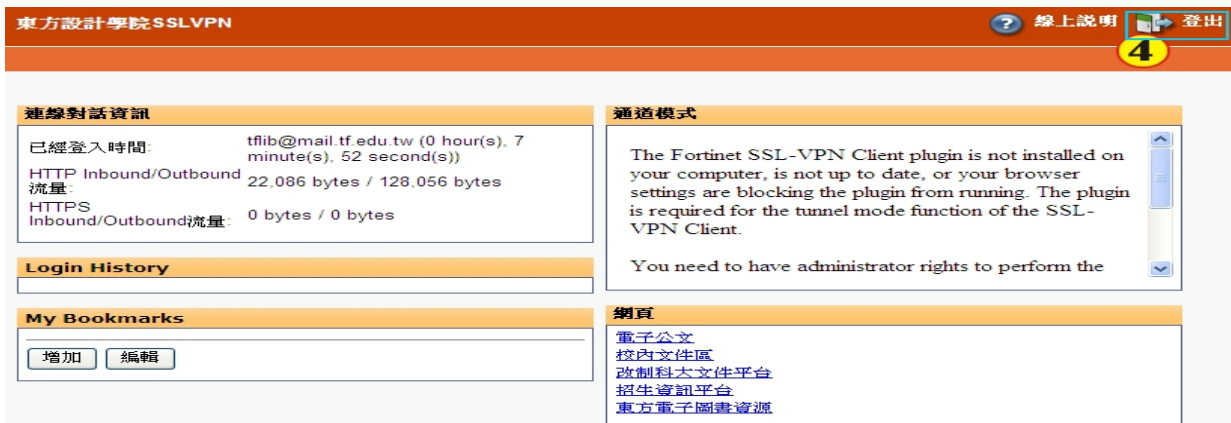 東方設計學院SSLVPN
? 線上説明 登出
4
連線對話資訊
已經登入時間: tflib@mail.tf.edu.tw (0 hour(s), 7
minute(s), 52 second(s))
HTTP Inbound/Outbound
流量: 22,086 bytes / 128,056 bytes
HTTPS
Inbound/Outbound流量: 0 bytes / 0 bytes
Login History
My Bookmarks
增加 編輯
通道模式
The Fortinet SSL-VPN Client plugin is not installed on
your computer, is not up to date, or your browser
settings are blocking the plugin from running. The plugin
is required for the tunnel mode function of the SSL-
VPN Client.
You need to have administrator rights to perform the
網頁
電子公文
校內文件區
改制科大文件平台
招生資訊平台
東方電子圖書資源